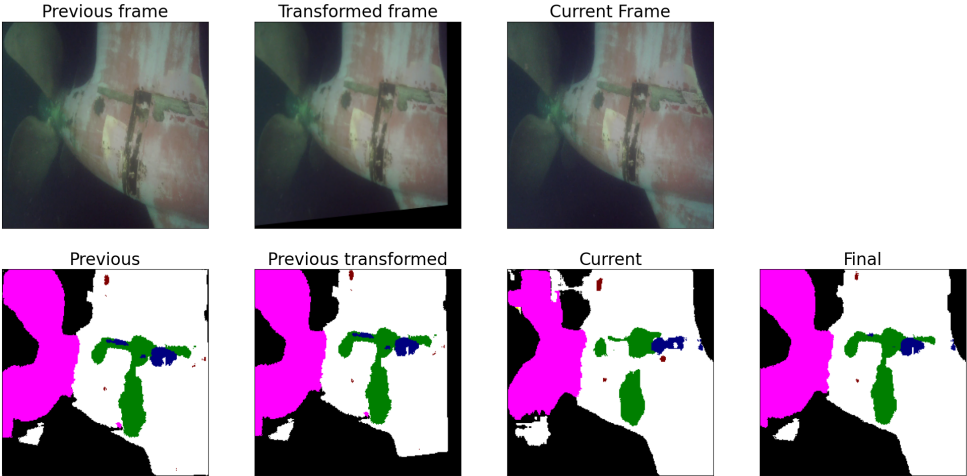 Previous frame
Transformed frame
Current Frame
Previous
Previous transformed
Current
Final